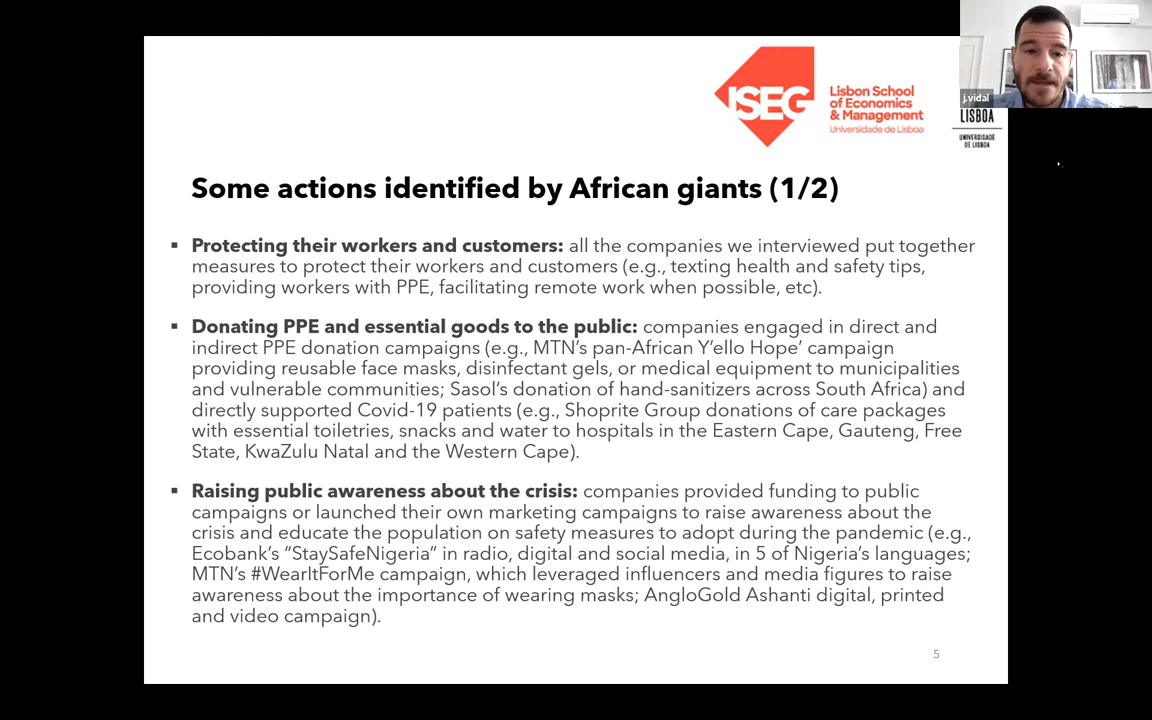 ISEG
Lisbon School
of Economics
& Management
Universidade de Lisboa
j.vidal
LISBOA
UNIVERSIDADE
DE LISBOA
Some actions identified by African giants (1/2)
▪ Protecting their workers and customers: all the companies we interviewed put together
measures to protect their workers and customers (e.g., texting health and safety tips,
providing workers with PPE, facilitating remote work when possible, etc).
▪ Donating PPE and essential goods to the public: companies engaged in direct and
indirect PPE donation campaigns (e.g., MTN’s pan-African Y’ello Hope’ campaign
providing reusable face masks, disinfectant gels, or medical equipment to municipalities
and vulnerable communities; Sasol’s donation of hand-sanitizers across South Africa) and
directly supported Covid-19 patients (e.g., Shoprite Group donations of care packages
with essential toiletries, snacks and water to hospitals in the Eastern Cape, Gauteng, Free
State, KwaZulu Natal and the Western Cape).
▪ Raising public awareness about the crisis: companies provided funding to public
campaigns or launched their own marketing campaigns to raise awareness about the
crisis and educate the population on safety measures to adopt during the pandemic (e.g.,
Ecobank’s “StaySafeNigeria” in radio, digital and social media, in 5 of Nigeria’s languages;
MTN’s #WearItForMe campaign, which leveraged influencers and media figures to raise
awareness about the importance of wearing masks; AngloGold Ashanti digital, printed
and video campaign).
5